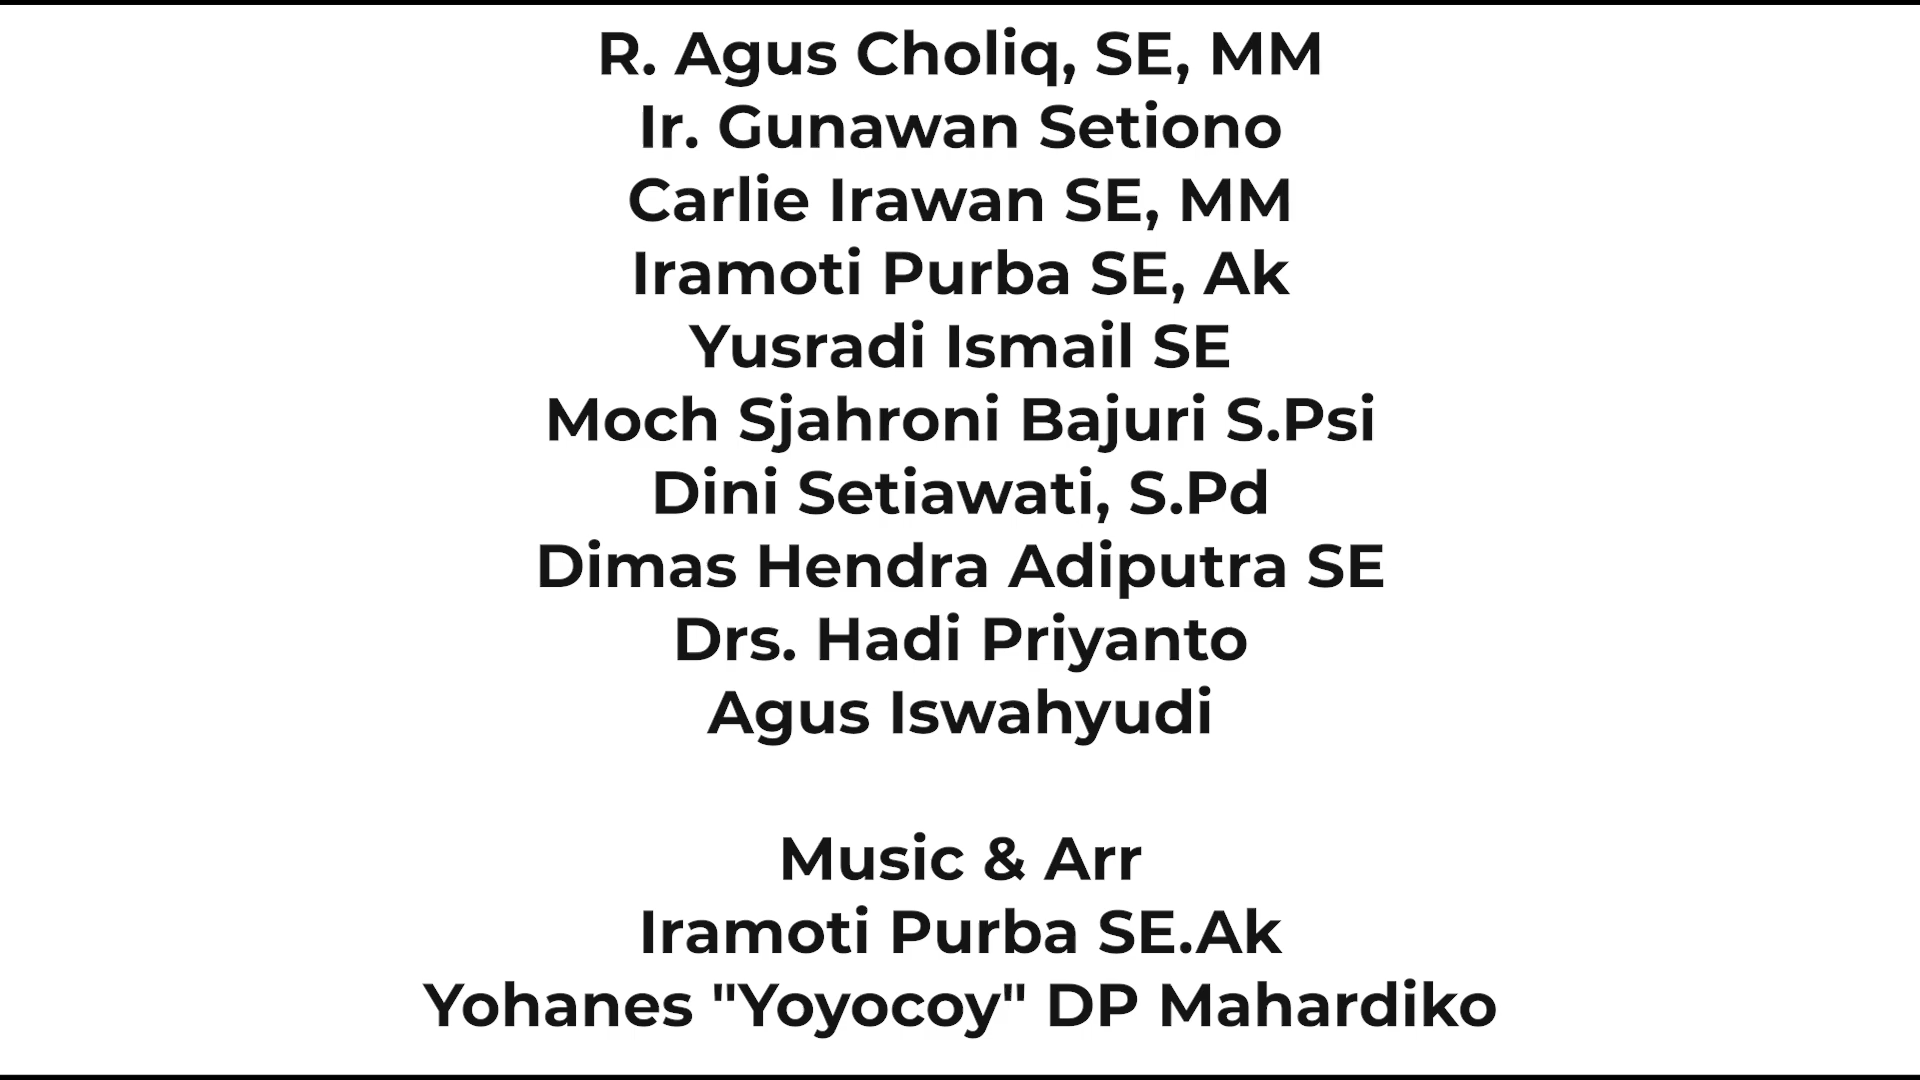 R. Agus Choliq, SE, MM
Ir. Gunawan Setiono
Carlie Irawan SE, MM
Iramoti Purba SE, Ak
Yusradi Ismail SE
Moch Sjahroni Bajuri S.Psi
Dini Setiawati, S.Pd
Dimas Hendra Adiputra SE
Drs. Hadi Priyanto
Agus Iswahyudi
Music & Arr
Iramoti Purba SE.Ak
Yohanes "Yoyocoy" DP Mahardiko